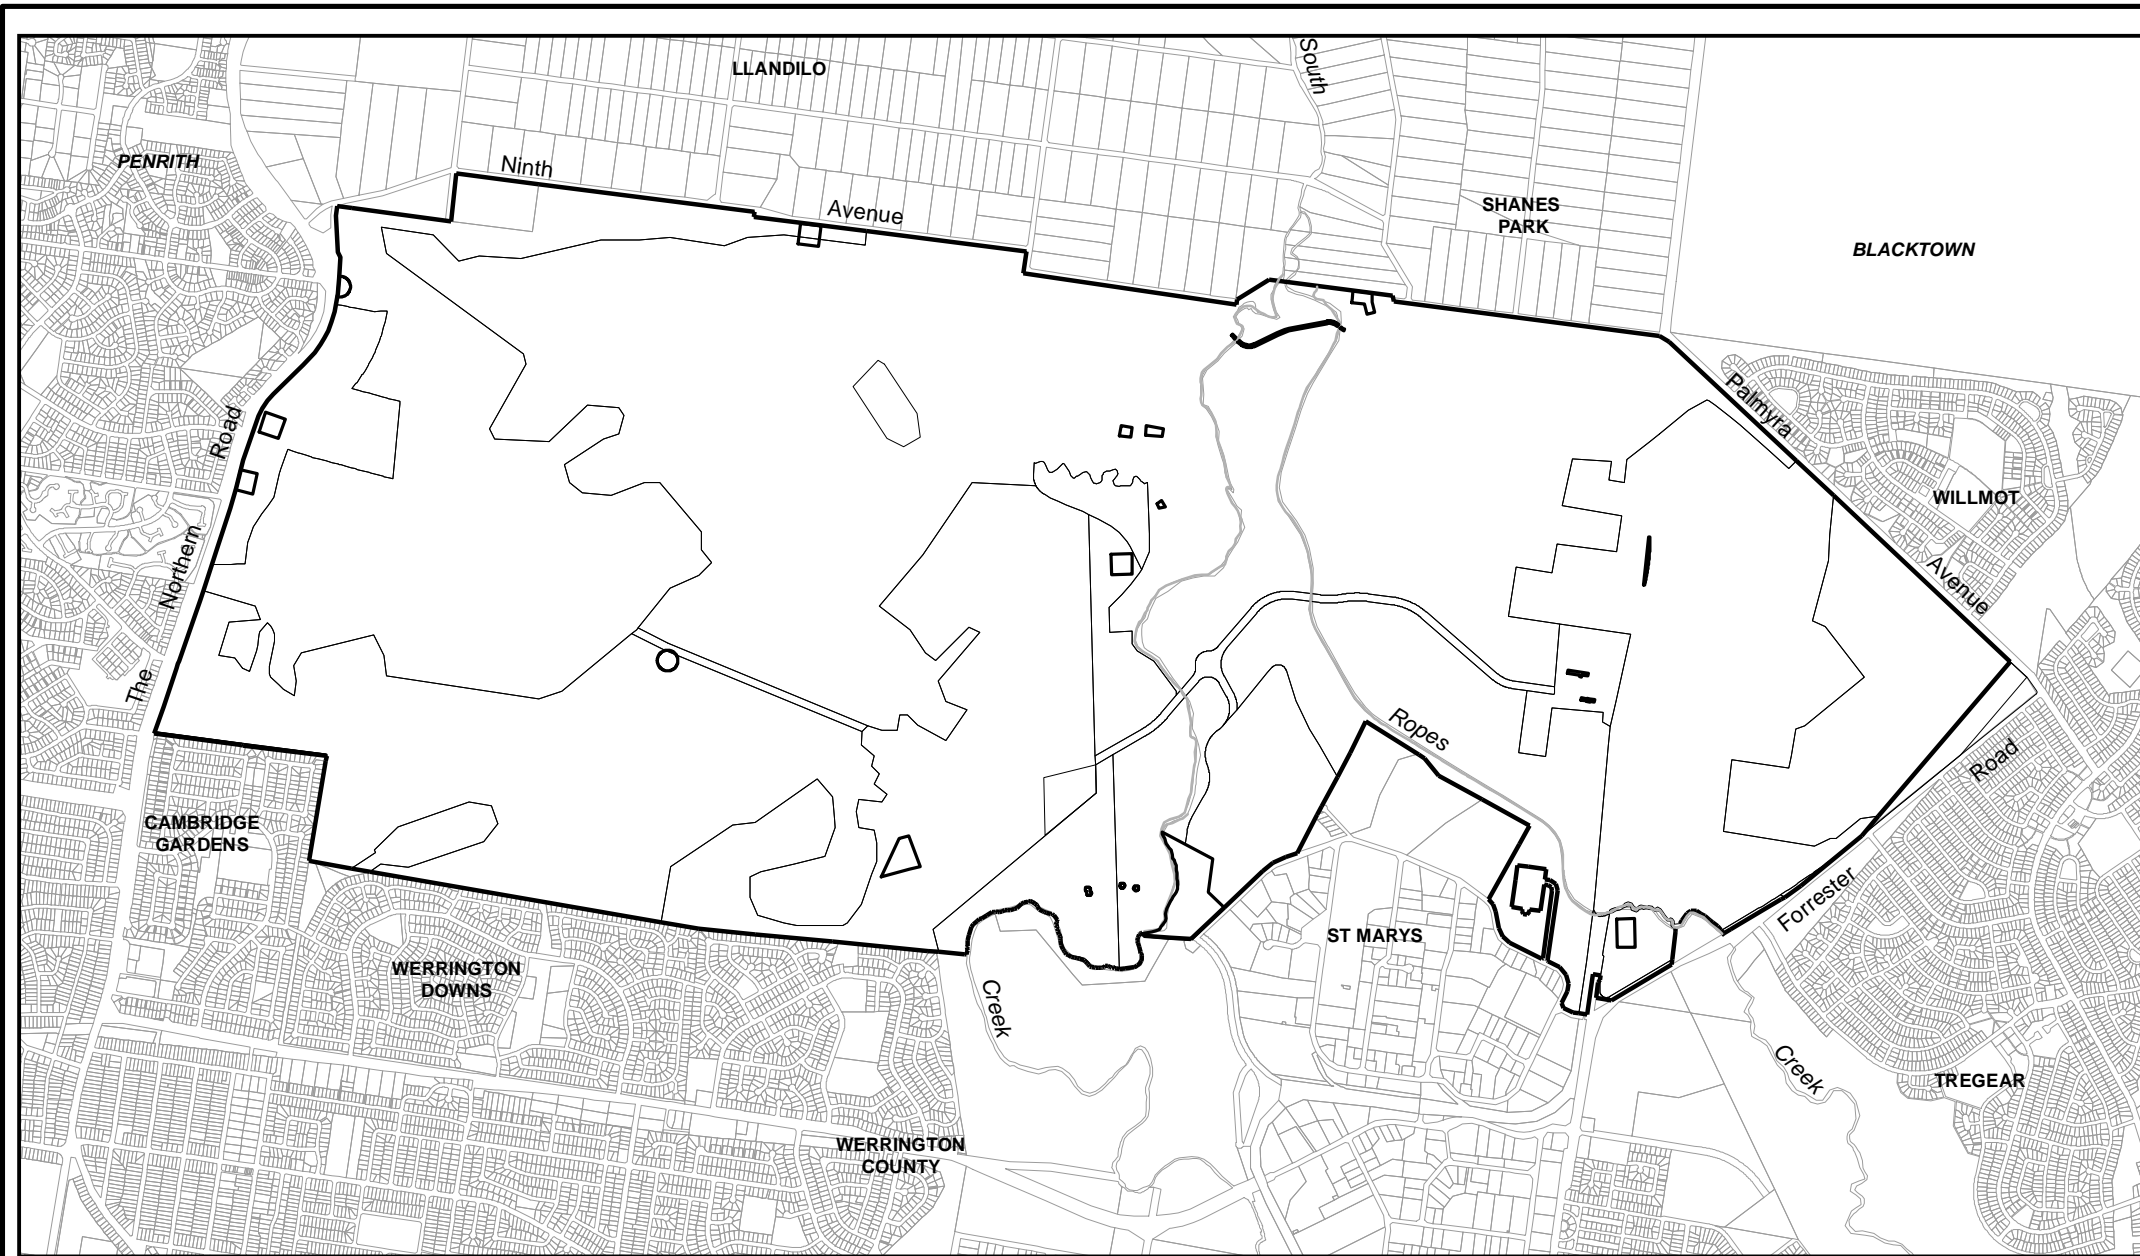 South
LLANDILO
PENRITH
Ninth
Avenue
SHANES
PARK
BLACKTOWN
Palmyra
Road
WILLMOT
Northern
Avenue
The
Ropes
Road
CAMBRIDGE
GARDENS
Forrester
ST MARYS
WERRINGTON
DOWNS
Creek
Creek
TREGEAR
WERRINGTON
COUNTY